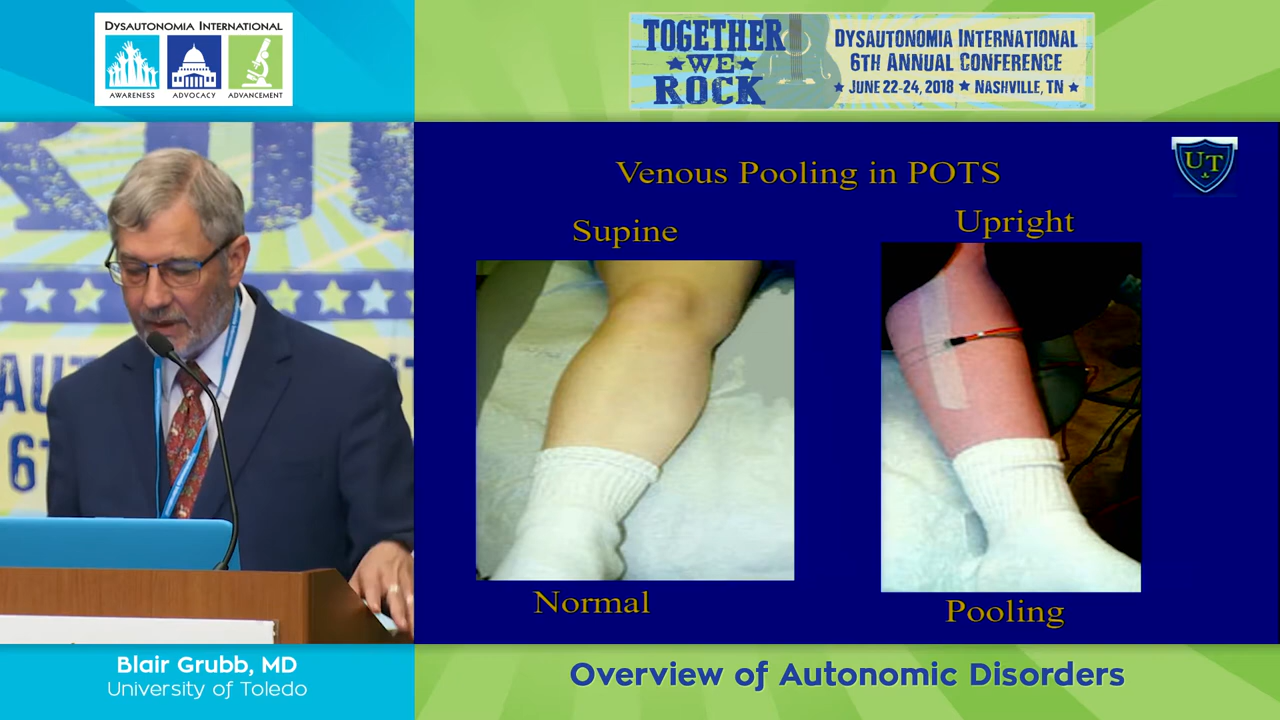 DYSAUTONOMIA INTERNATIONAL
AWARENESS ADVOCACY ADVANCEMENT
TOGETHER
★WE★
ROCK
DYSAUTONOMIA INTERNATIONAL
6TH ANNUAL CONFERENCE
★ JUNE 22-24, 2018 ★ NASHVILLE, TN ★
Venous Pooling in POTS
UT
Supine
Upright
Normal
Pooling
Blair Grubb, MD
University of Toledo
Overview of Autonomic Disorders